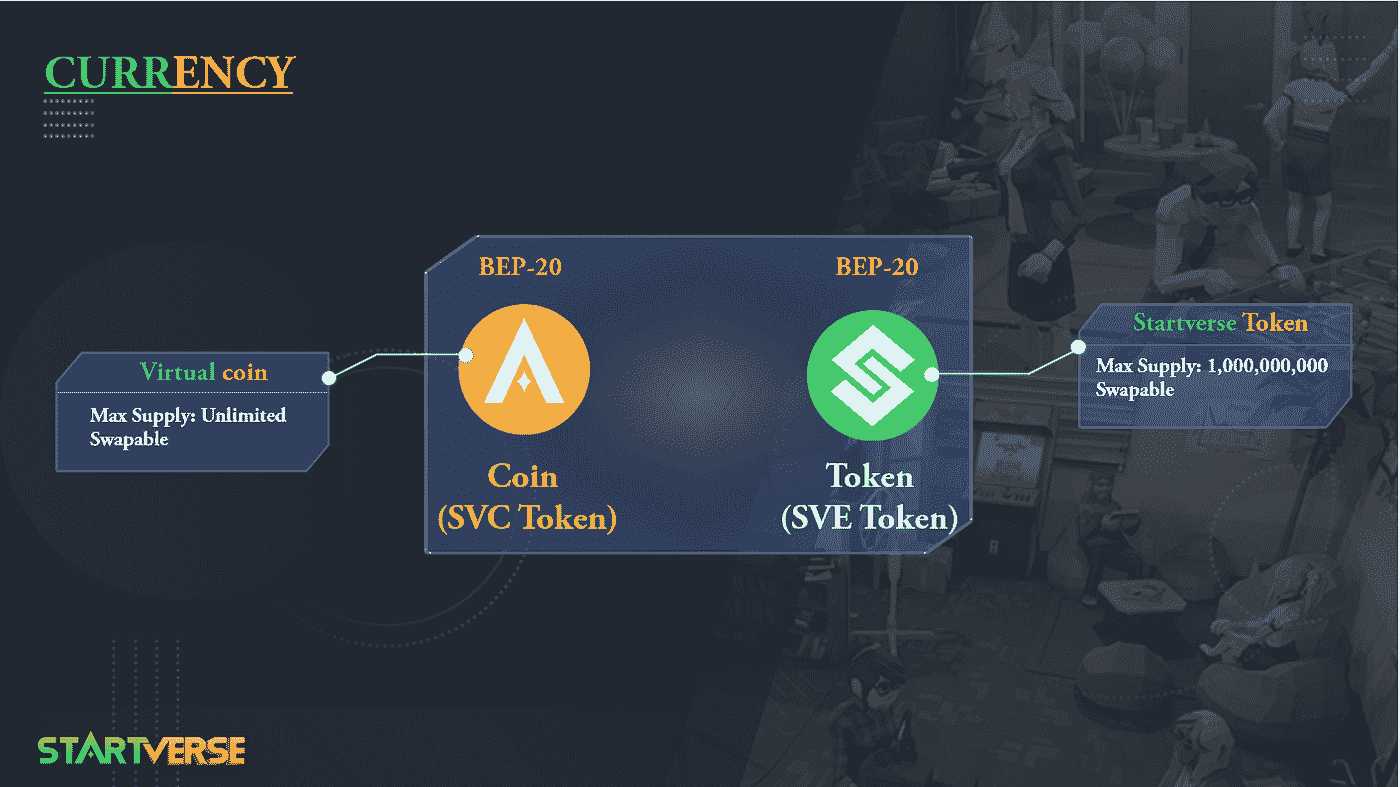 CURRENCY
BEP-20
BEP-20
Virtual coin
Max Supply: Unlimited
Swapable
Startverse Token
Max Supply: 1,000,000,000
Swapable
Coin
(SVC Token)
Token
(SVE Token)
STARTVERSE